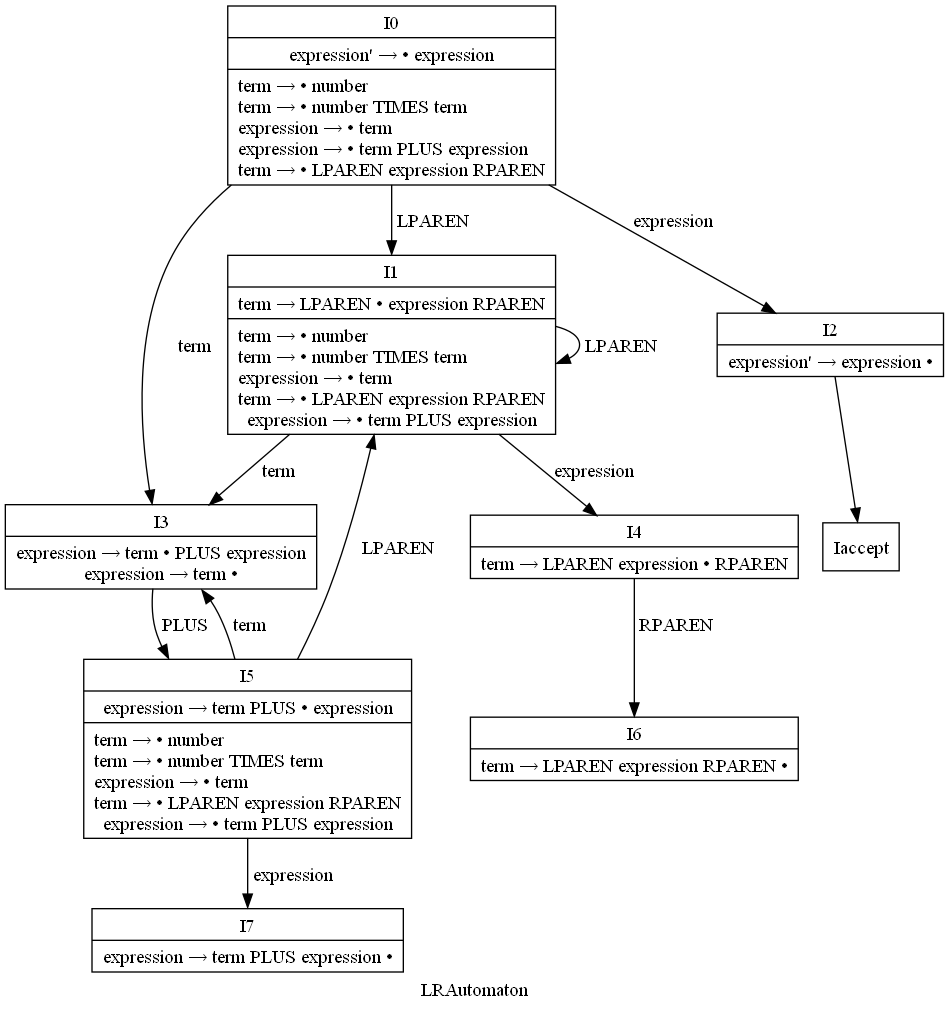 I0
expression' → • expression
term → • number
term → • number TIMES term
expression → • term
expression → • term PLUS expression
term → • LPAREN expression RPAREN
LPAREN
expression
term
I1
term → LPAREN • expression RPAREN
term → • number
term → • number TIMES term
expression → • term
term → • LPAREN expression RPAREN
expression → • term PLUS expression
LPAREN
I2
expression' → expression •
term
expression
I3
expression → term • PLUS expression
expression → term •
LPAREN
I4
term → LPAREN expression • RPAREN
Iaccept
PLUS
term
RPAREN
I5
expression → term PLUS • expression
term → • number
term → • number TIMES term
expression → • term
term → • LPAREN expression RPAREN
expression → • term PLUS expression
I6
term → LPAREN expression RPAREN •
expression
I7
expression → term PLUS expression •
LRAutomaton